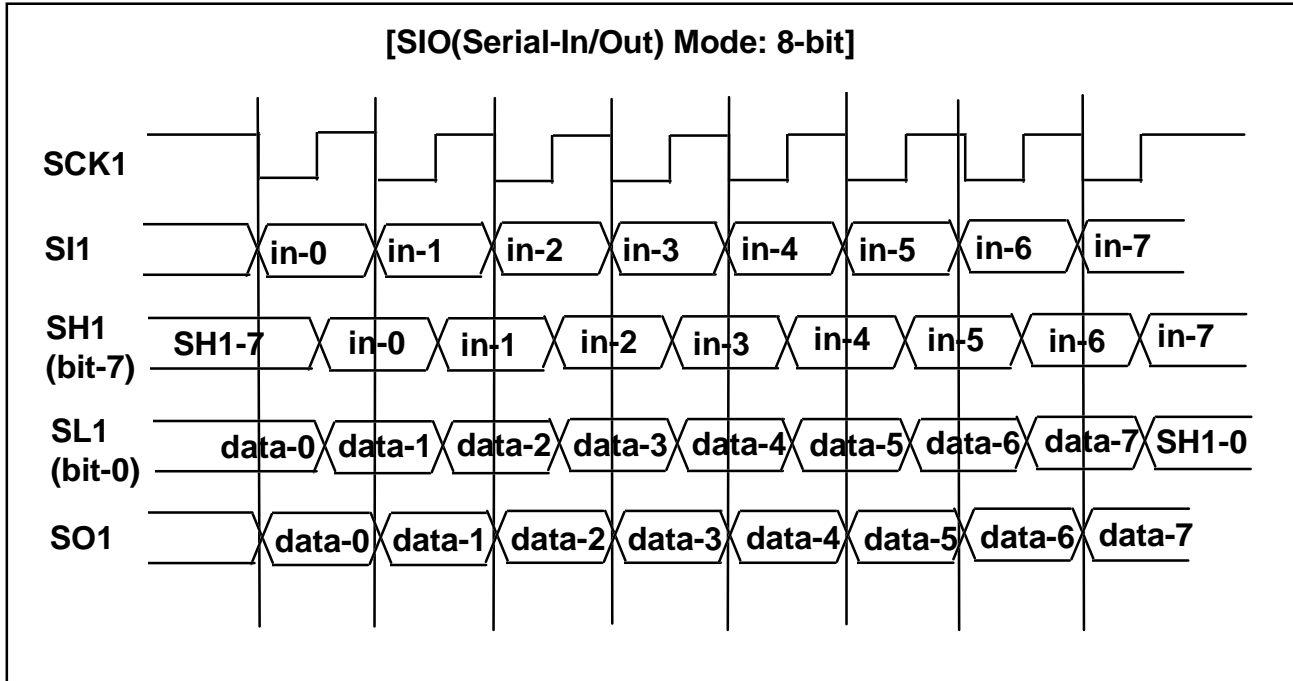 [SIO(Serial-In/Out) Mode: 8-bit]
SCK1
SI1 in-0 in-1 in-2 in-3 in-4 in-5 in-6 in-7
SH1 (bit-7) SH1-7 in-0 in-1 in-2 in-3 in-4 in-5 in-6 in-7
SL1 (bit-0) data-0 data-1 data-2 data-3 data-4 data-5 data-6 data-7 SH1-0
SO1 data-0 data-1 data-2 data-3 data-4 data-5 data-6 data-7